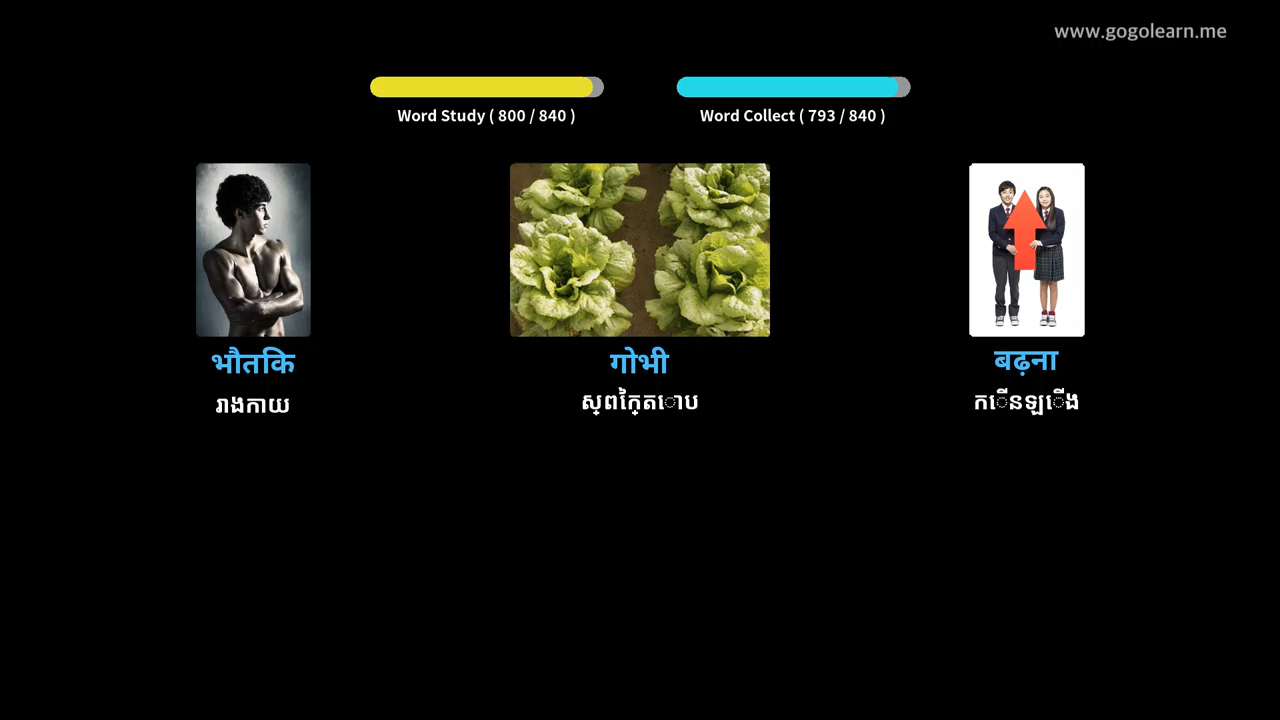 www.gogolearn.me
Word Study ( 800 / 840 )
Word Collect ( 793 / 840 )
भौतिक
រាងកាយ
गोभी
ស្ពៃក្តោប
बढ़ना
កើនឡើង